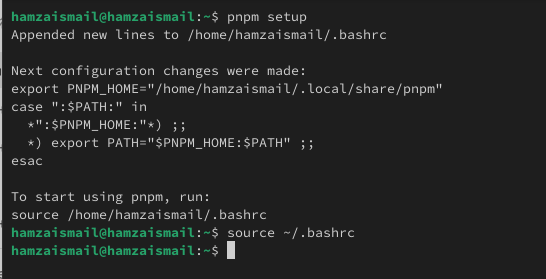 hamzaismail@hamzaismail:~$ pnpm setup
Appended new lines to /home/hamzaismail/.bashrc

Next configuration changes were made:
export PNPM_HOME="/home/hamzaismail/.local/share/pnpm"
case ":$PATH:" in
  *":$PNPM_HOME:"*) ;;
  *) export PATH="$PNPM_HOME:$PATH" ;;
esac

To start using pnpm, run:
source /home/hamzaismail/.bashrc
hamzaismail@hamzaismail:~$ source ~/.bashrc
hamzaismail@hamzaismail:~$